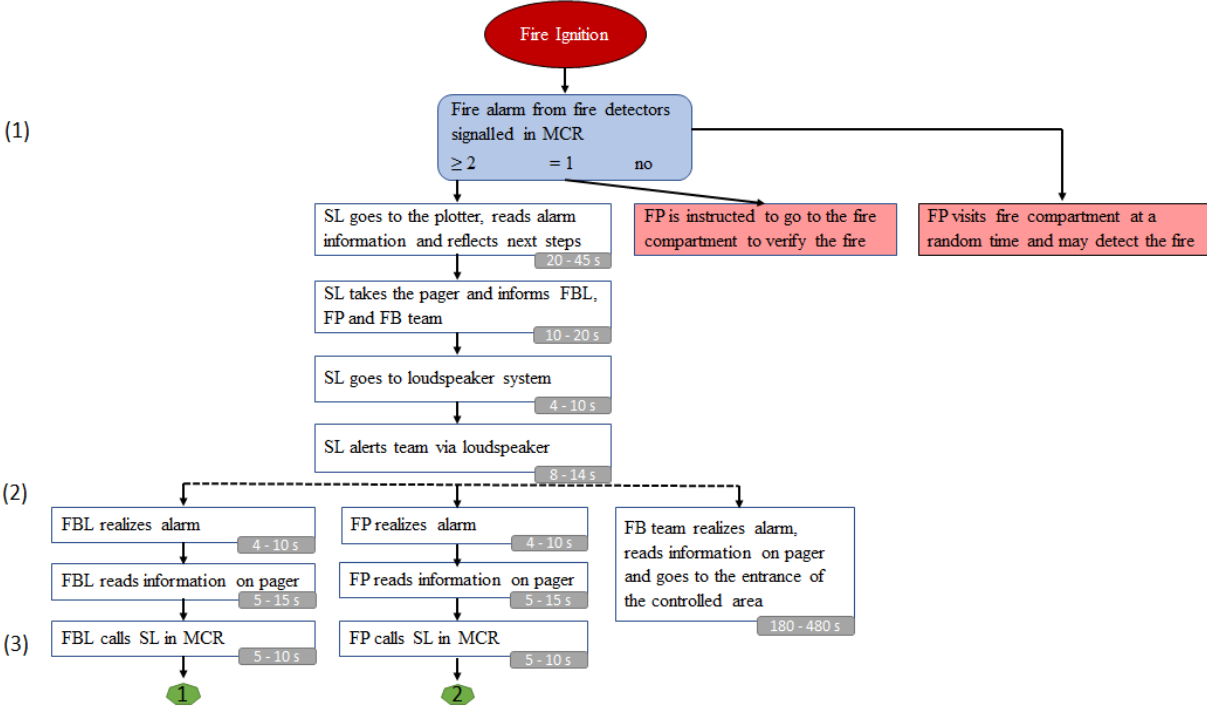 Fire Ignition
(1)
Fire alarm from fire detectors
signalled in MCR
≥ 2 = 1 no
SL goes to the plotter, reads alarm
information and reflects next steps
20 - 45 s
FP is instructed to go to the fire
compartment to verify the fire
FP visits fire compartment at a
random time and may detect the fire
SL takes the pager and informs FBL,
FP and FB team
10 - 20 s
SL goes to loudspeaker system
4 - 10 s
SL alerts team via loudspeaker
8 - 14 s
(2)
FBL realizes alarm
4 - 10 s
FP realizes alarm
4 - 10 s
FB team realizes alarm,
reads information on pager
and goes to the entrance of
the controlled area
180 - 480 s
FBL reads information on pager
5 - 15 s
FP reads information on pager
5 - 15 s
(3)
FBL calls SL in MCR
5 - 10 s
FP calls SL in MCR
5 - 10 s
1
2